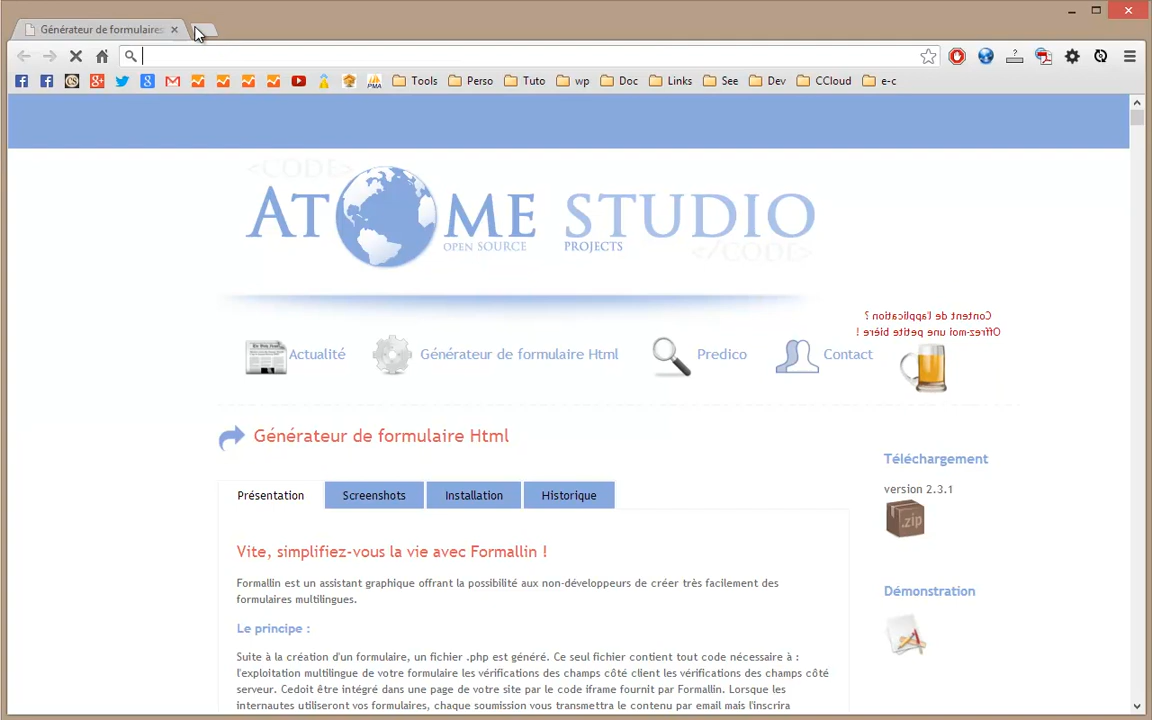 Générateur de formulaires
Tools
Perso
Tuto
wp
Doc
Links
See
Dev
CCloud
e-c
<CODE>
ATOME STUDIO
OPEN SOURCE PROJECTS
</CODE>
Content de l'application ?
Offrez-moi une petite bière !
Actualité
Générateur de formulaire Html
Predico
Contact
Générateur de formulaire Html
Téléchargement
version 2.3.1
.zip
Présentation
Screenshots
Installation
Historique
Vite, simplifiez-vous la vie avec Formallin !
Formallin est un assistant graphique offrant la possibilité aux non-développeurs de créer très facilement des
formulaires multilingues.
Démonstration
Le principe :
Suite à la création d'un formulaire, un fichier .php est généré. Ce seul fichier contient tout code nécessaire à :
l'exploitation multilingue de votre formulaire les vérifications des champs côté client les vérifications des champs côté
serveur. Cedoit être intégré dans une page de votre site par le code iframe fournit par Formallin. Lorsque les
internautes utiliseront vos formulaires, chaque soumission vous transmettra le contenu par email mais l'inscrira